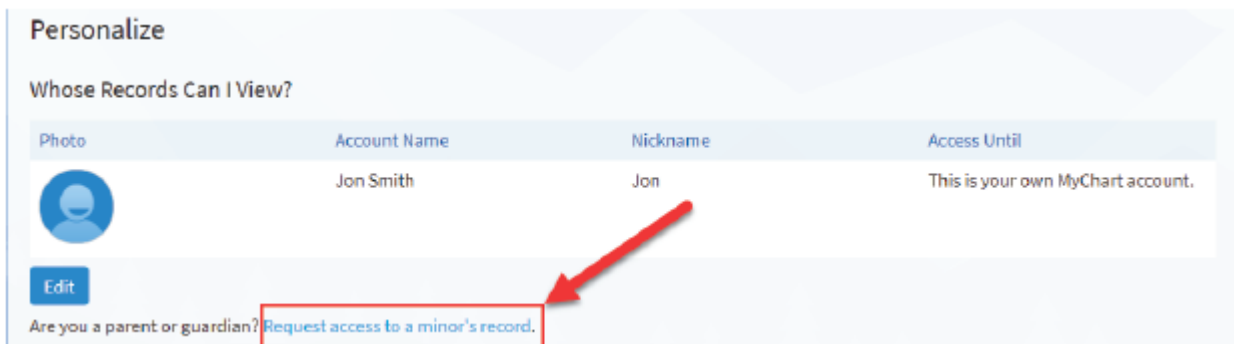 Personalize
Whose Records Can I View?
Photo Account Name Nickname Access Until
Jon Smith Jon This is your own MyChart account.
Edit
Are you a parent or guardian? Request access to a minor's record.